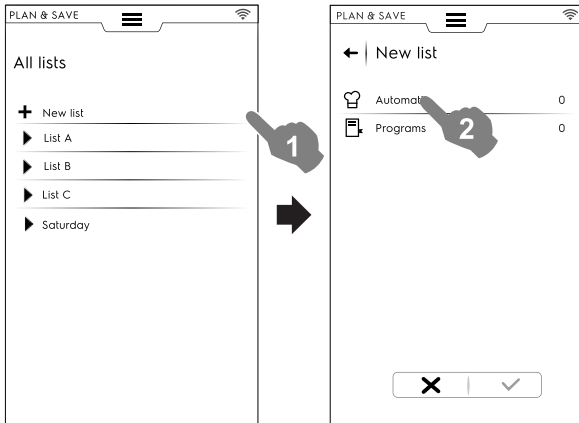 PLAN & SAVE
All lists
New list
List A
List B
List C
Saturday
1
PLAN & SAVE
New list
0
Programs 0
2